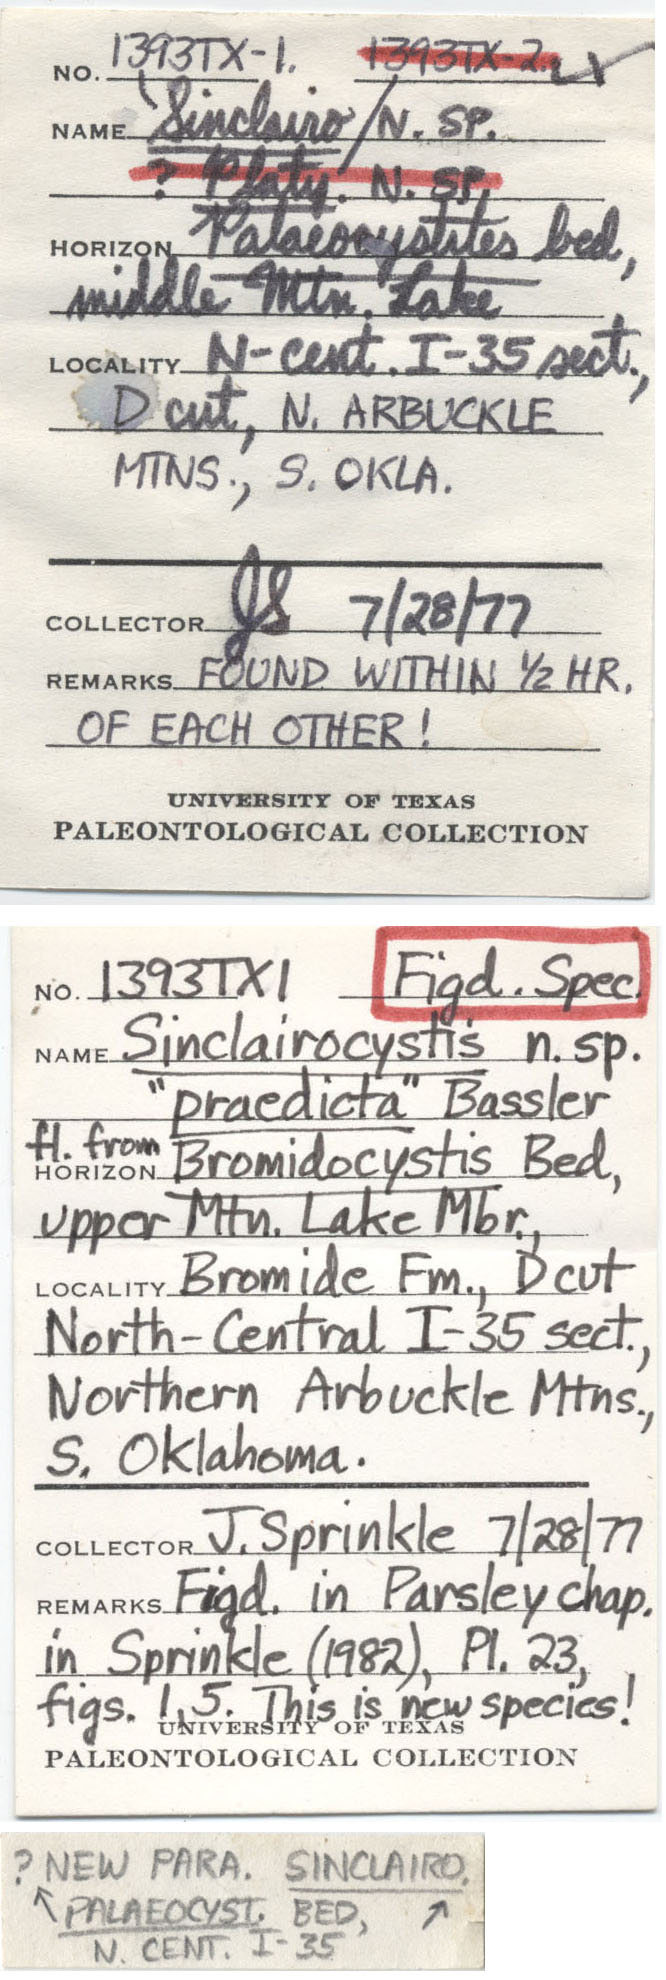 NO. 1393TX-1. 1393TX-2.
NAME Sinclairo / N. SP.
? Platy. N. SP.
HORIZON Palaeocystites bed,
middle Mtn. Lake
LOCALITY N-cent. I-35 sect.,
D cut, N. ARBUCKLE
MTNS., S. OKLA.
COLLECTOR JS 7/28/77
REMARKS FOUND WITHIN 1/2 HR.
OF EACH OTHER!
UNIVERSITY OF TEXAS
PALEONTOLOGICAL COLLECTION
NO. 1393TX1 Figd. Spec.
NAME Sinclairocystis n. sp.
"praedicta" Bassler
fl. from
HORIZON Bromidocystis Bed,
upper Mtn. Lake Mbr.,
LOCALITY Bromide Fm., D cut
North-Central I-35 sect.,
Northern Arbuckle Mtns.,
S. Oklahoma.
COLLECTOR J. Sprinkle 7/28/77
REMARKS Figd. in Parsley chap.
in Sprinkle (1982), Pl. 23,
figs. 1,5. This is new species!
UNIVERSITY OF TEXAS
PALEONTOLOGICAL COLLECTION
? NEW PARA. SINCLAIRO.
PALAEOCYST. BED,
N. CENT. I-35